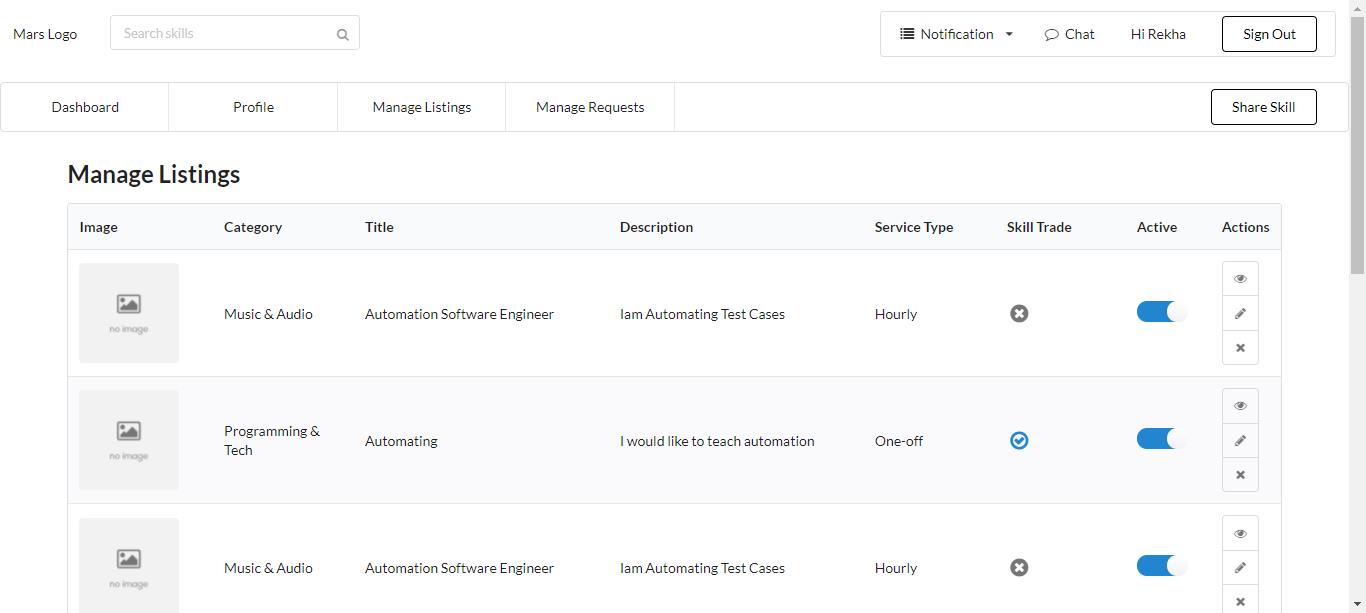 Mars Logo
Search skills
Notification
Chat
Hi Rekha
Sign Out
Dashboard
Profile
Manage Listings
Manage Requests
Share Skill
Manage Listings
Image Category Title Description Service Type Skill Trade Active Actions
no image
Music & Audio Automation Software Engineer Iam Automating Test Cases Hourly
no image
Programming &
Tech
Automating I would like to teach automation One-off
no image
Music & Audio Automation Software Engineer Iam Automating Test Cases Hourly